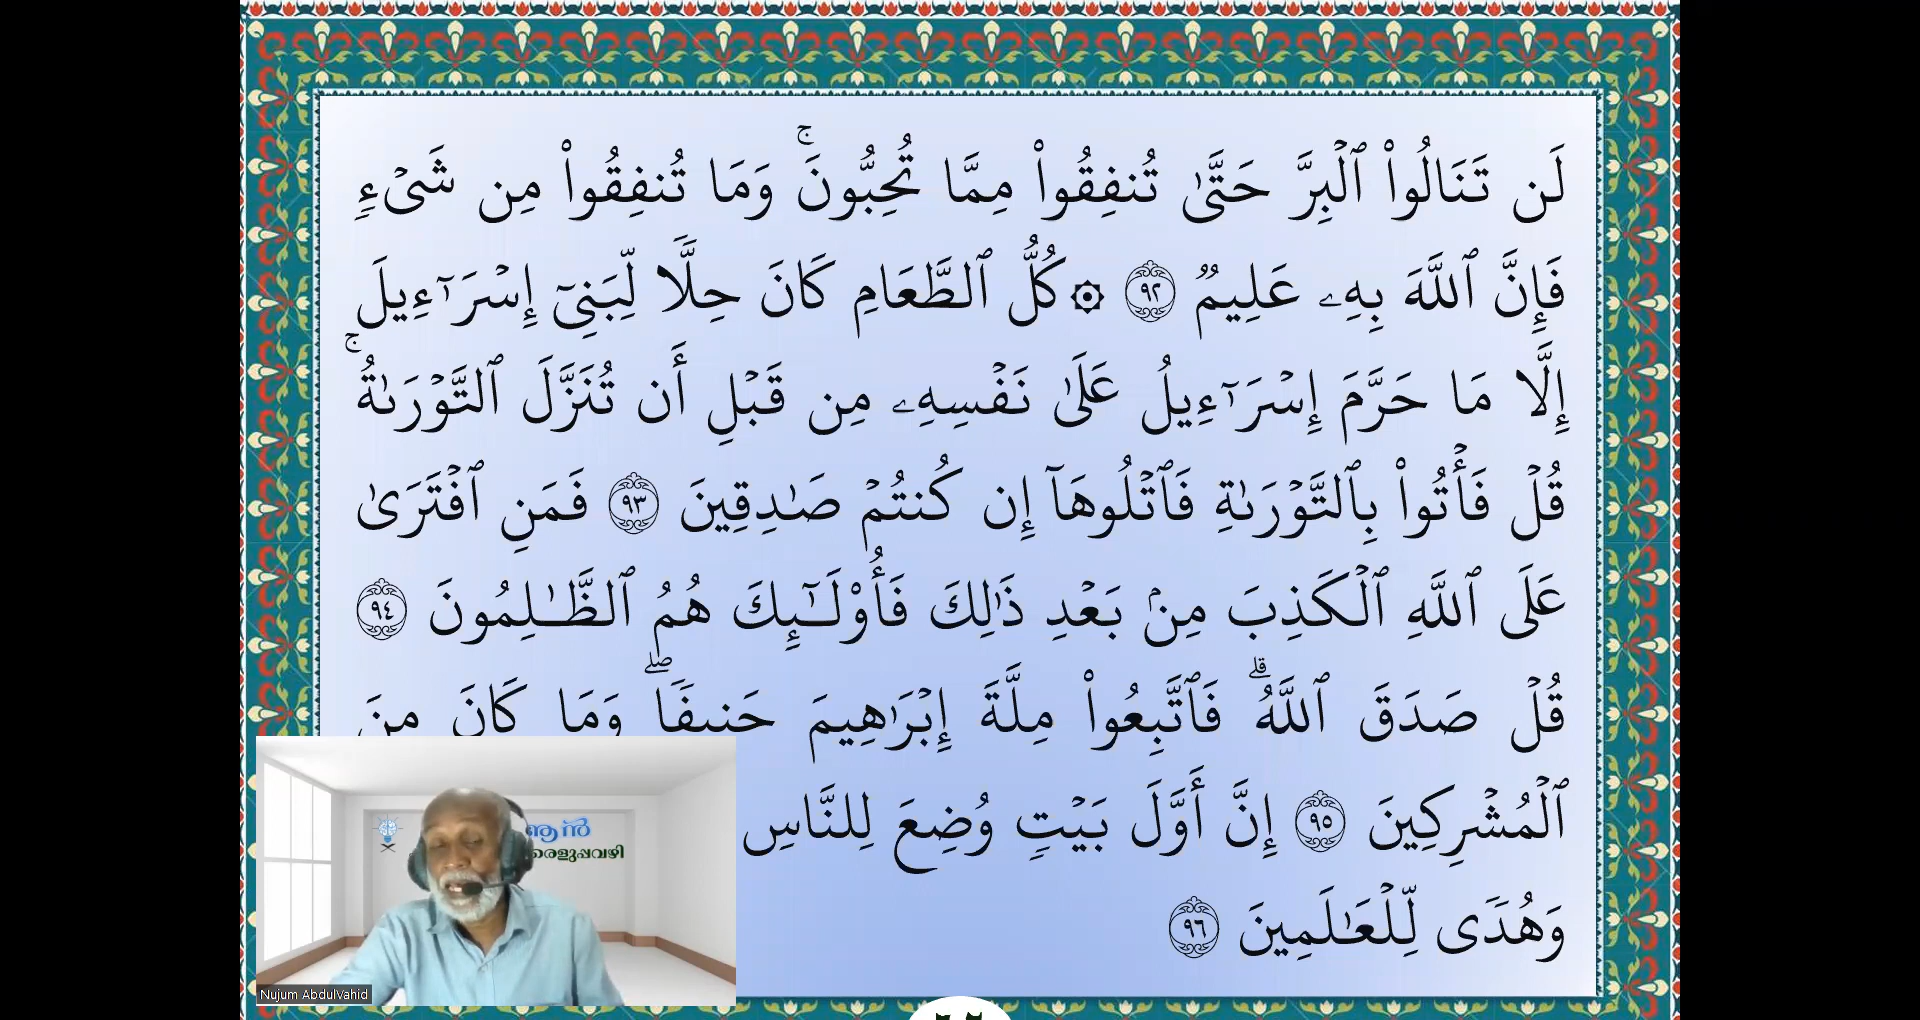 لَن تَنَالُوا۟ ٱلْبِرَّ حَتَّىٰ تُنفِقُوا۟ مِمَّا تُحِبُّونَ ۚ وَمَا تُنفِقُوا۟ مِن شَىْءٍ
فَإِنَّ ٱللَّهَ بِهِۦ عَلِيمٌ ٩٢ ۞ كُلُّ ٱلطَّعَامِ كَانَ حِلًّا لِّبَنِىٓ إِسْرَٰٓءِيلَ
إِلَّا مَا حَرَّمَ إِسْرَٰٓءِيلُ عَلَىٰ نَفْسِهِۦ مِن قَبْلِ أَن تُنَزَّلَ ٱلتَّوْرَىٰةُ ۚ
قُلْ فَأْتُوا۟ بِٱلتَّوْرَىٰةِ فَٱتْلُوهَآ إِن كُنتُمْ صَٰدِقِينَ ٩٣ فَمَنِ ٱفْتَرَىٰ
عَلَى ٱللَّهِ ٱلْكَذِبَ مِنۢ بَعْدِ ذَٰلِكَ فَأُو۟لَٰٓئِكَ هُمُ ٱلظَّٰلِمُونَ ٩٤
قُلْ صَدَقَ ٱللَّهُ ۗ فَٱتَّبِعُوا۟ مِلَّةَ إِبْرَٰهِيمَ حَنِيفًا ۖ وَمَا كَانَ مِنَ
ٱلْمُشْرِكِينَ ٩٥ إِنَّ أَوَّلَ بَيْتٍ وُضِعَ لِلنَّاسِ
وَهُدًى لِّلْعَٰلَمِينَ ٩٦
ആൻ
രെളുപ്പവഴി
Nujum AbdulVahid